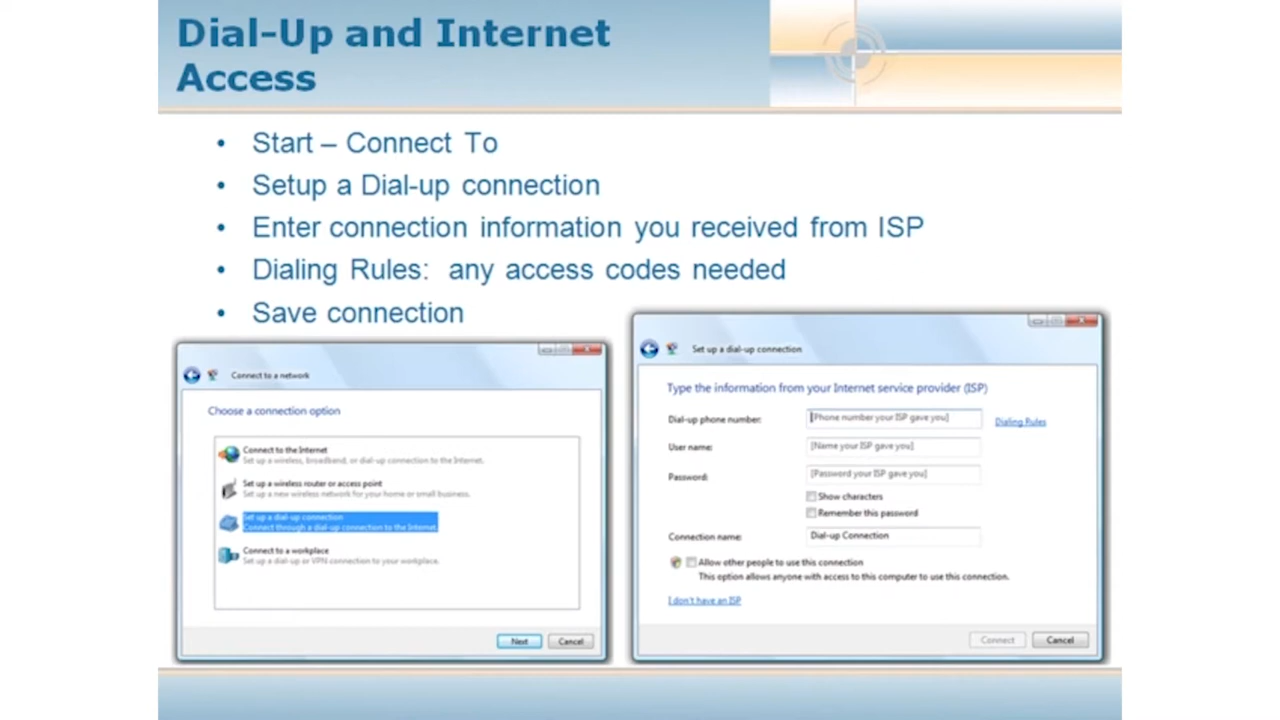 Dial-Up and Internet
Access
• Start – Connect To
• Setup a Dial-up connection
• Enter connection information you received from ISP
• Dialing Rules: any access codes needed
• Save connection
Connect to a network
Choose a connection option
Connect to the Internet
Set up a wireless, broadband, or dial-up connection to the Internet.
Set up a wireless router or access point
Set up a new wireless network for your home or small business.
Set up a dial-up connection
Connect through a dial-up connection to the Internet.
Connect to a workplace
Set up a dial-up or VPN connection to your workplace.
Next
Cancel
Set up a dial-up connection
Type the information from your Internet service provider (ISP)
Dial-up phone number: [Phone number your ISP gave you] Dialing Rules
User name: [Name your ISP gave you]
Password: [Password your ISP gave you]
Show characters
Remember this password
Connection name: Dial-up Connection
Allow other people to use this connection
This option allows anyone with access to this computer to use this connection.
I don't have an ISP
Connect
Cancel